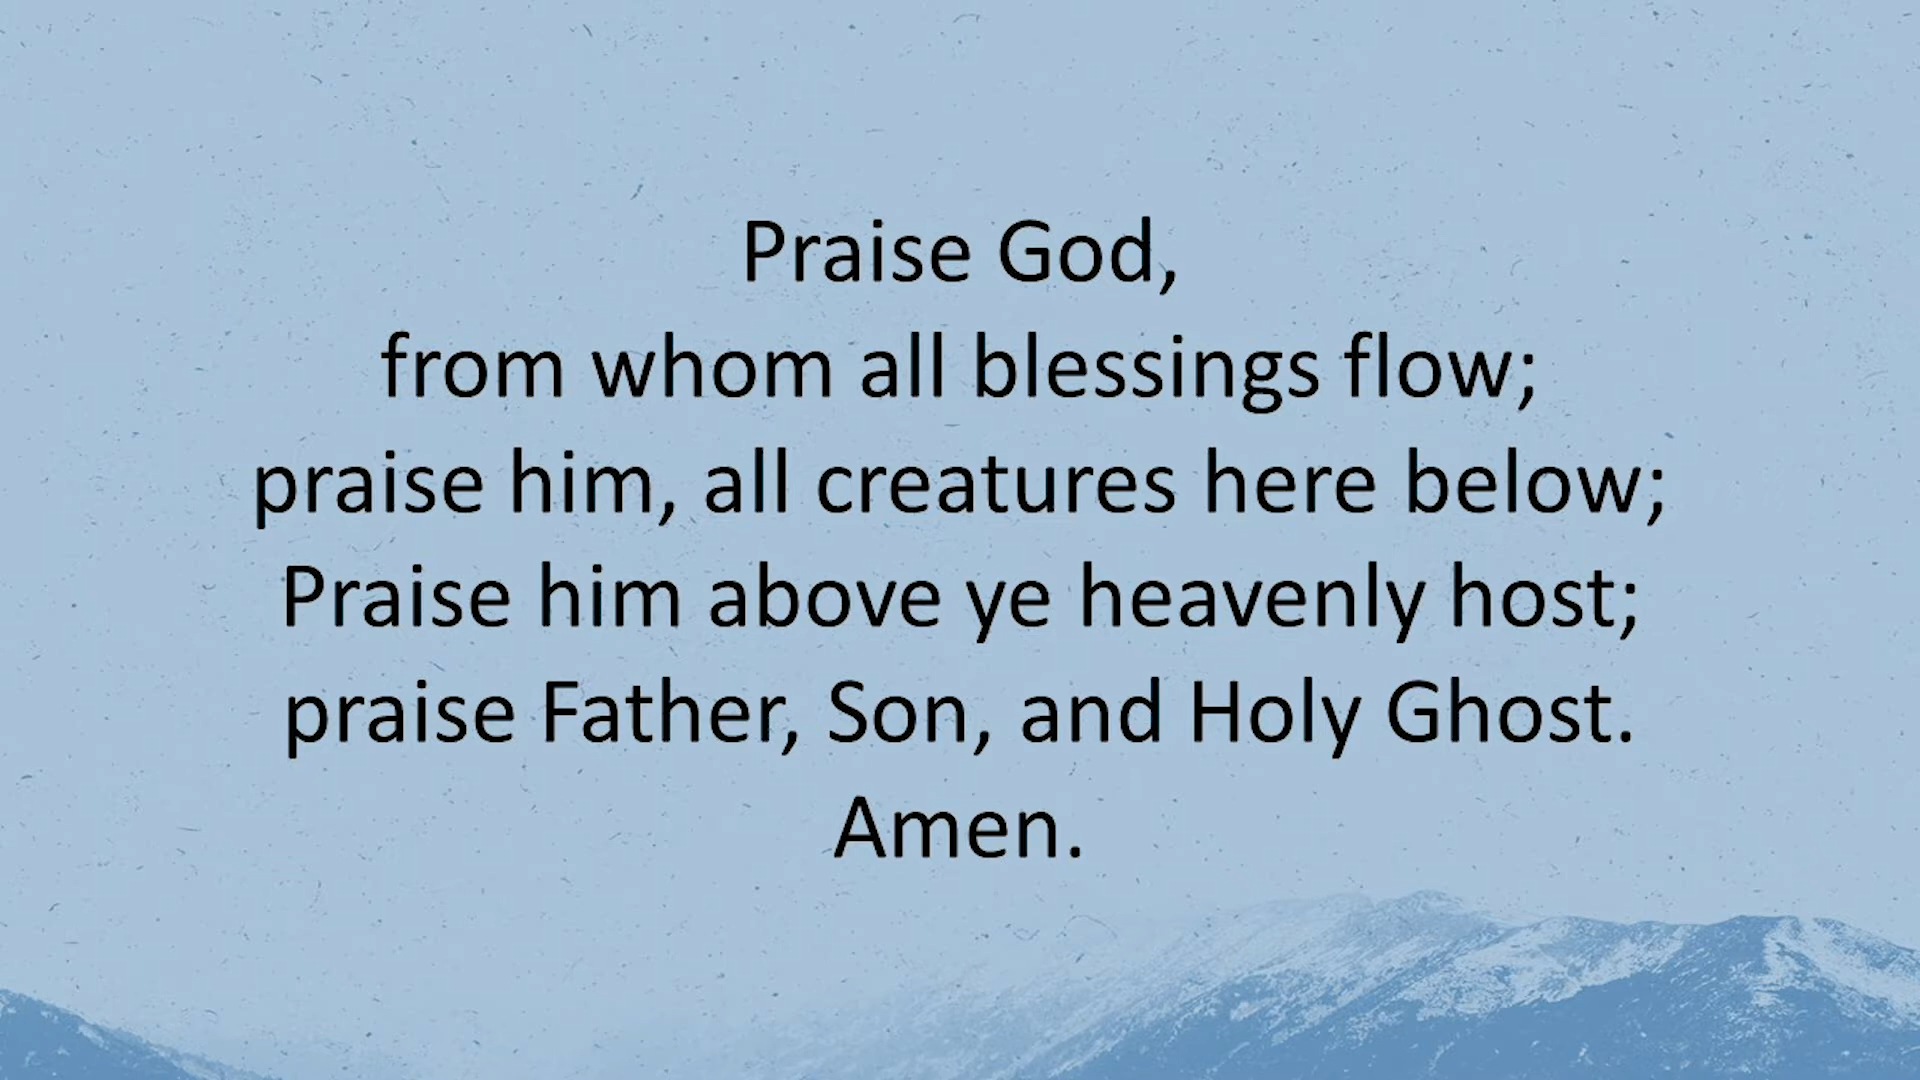 Praise God,
from whom all blessings flow;
praise him, all creatures here below;
Praise him above ye heavenly host;
praise Father, Son, and Holy Ghost.
Amen.